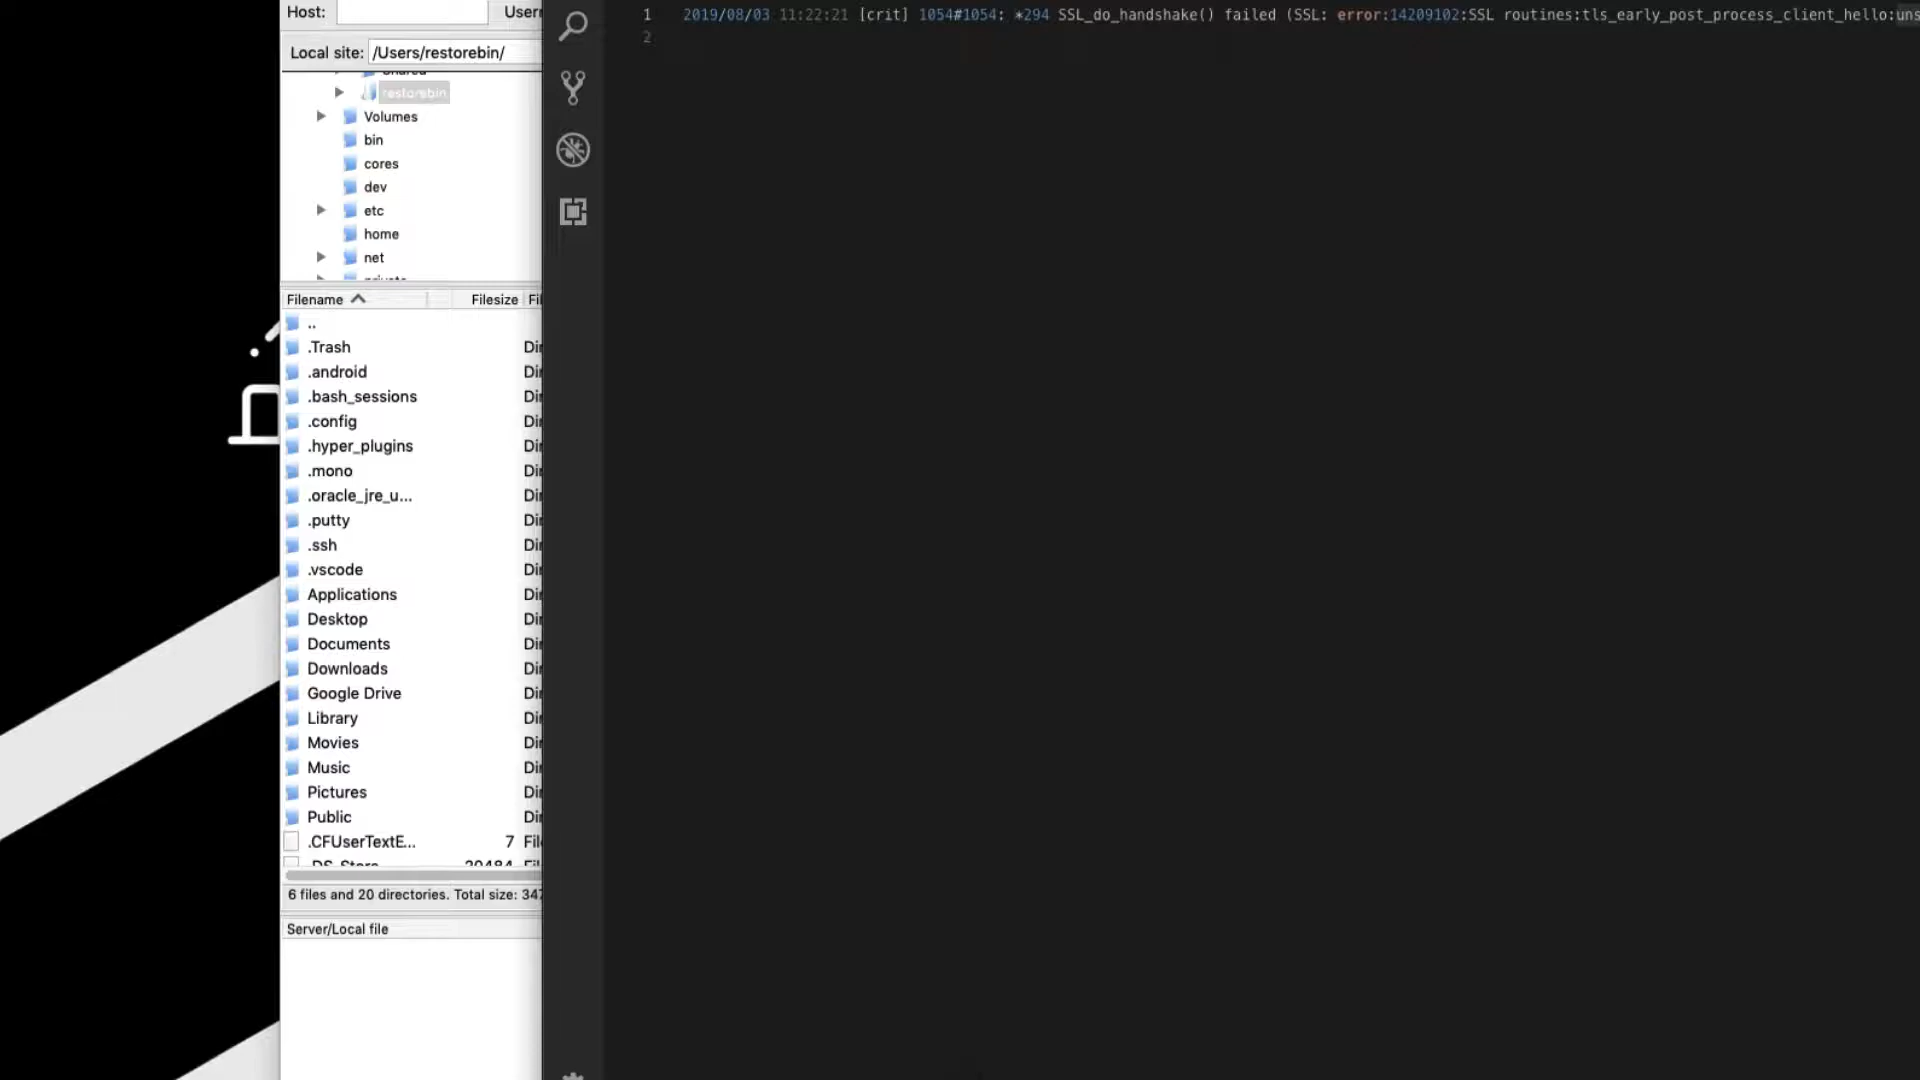 Host:
Local site: /Users/restorebin/
restorebin
Volumes
bin
cores
dev
etc
home
net
Filename Filesize
..
.Trash
.android
.bash_sessions
.config
.hyper_plugins
.mono
.oracle_jre_u...
.putty
.ssh
.vscode
Applications
Desktop
Documents
Downloads
Google Drive
Library
Movies
Music
Pictures
Public
.CFUserTextE... 7
6 files and 20 directories. Total size: 347
Server/Local file
1 2019/08/03 11:22:21 [crit] 1054#1054: *294 SSL_do_handshake() failed (SSL: error:14209102:SSL routines:tls_early_post_process_client_hello:uns
2